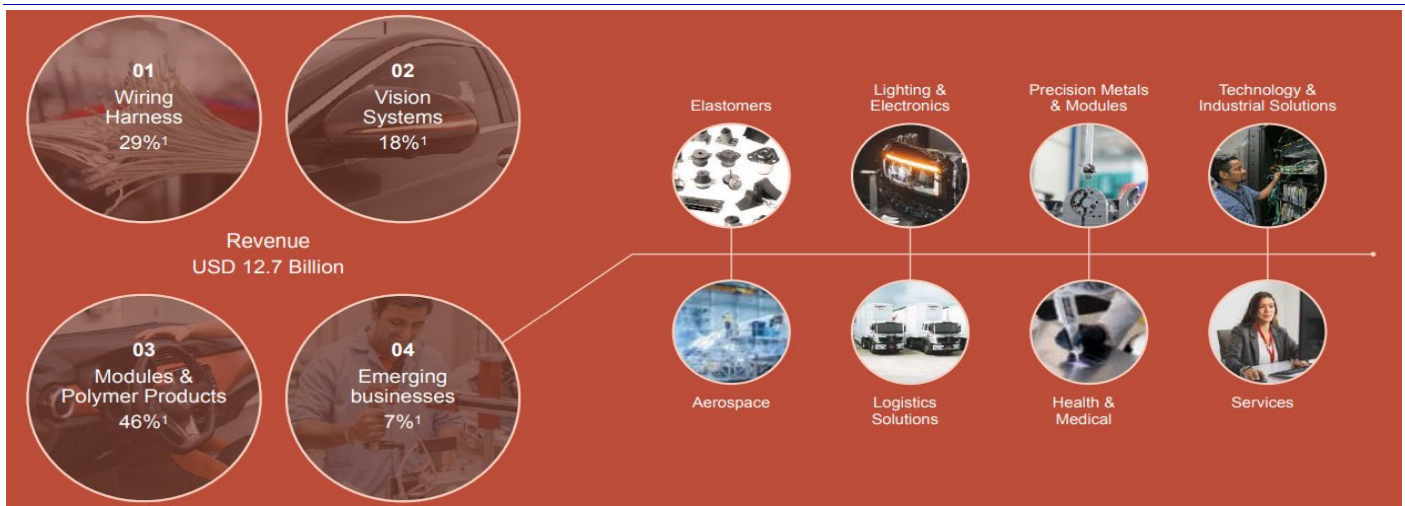 01
Wiring
Harness
29%¹
02
Vision
Systems
18%¹
Revenue
USD 12.7 Billion
03
Modules &
Polymer Products
46%¹
04
Emerging
businesses
7%¹
Elastomers
Lighting &
Electronics
Precision Metals
& Modules
Technology &
Industrial Solutions
Aerospace
Logistics
Solutions
Health &
Medical
Services